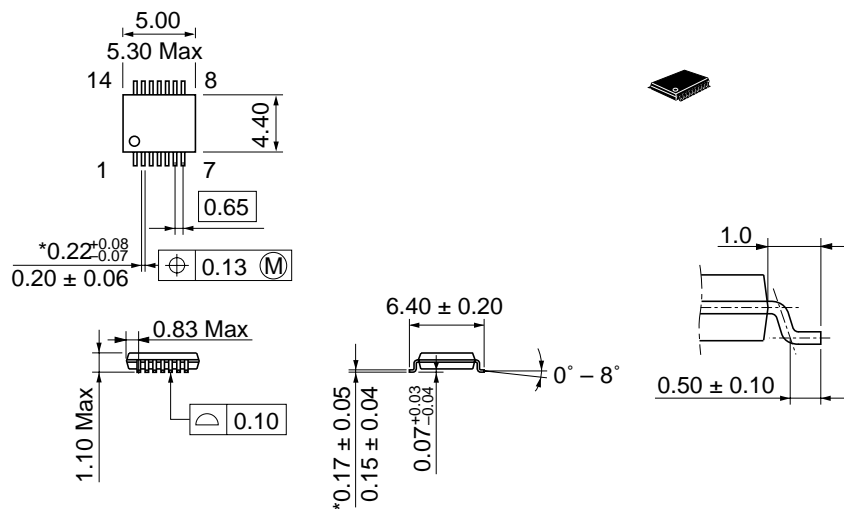 5.00
5.30 Max
14 8
4.40
1 7
0.65
*0.22 +0.08 −0.07
0.20 ± 0.06
0.13 Ⓜ
1.0
0.50 ± 0.10
0.83 Max
1.10 Max
0.10
6.40 ± 0.20
0° – 8°
*0.17 ± 0.05
0.15 ± 0.04
0.07 +0.03 −0.04